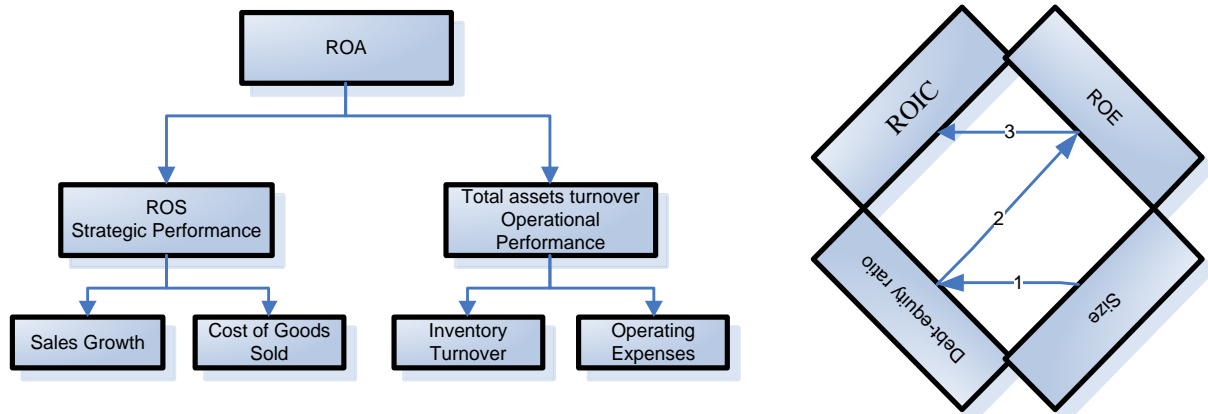 ROA
ROS
Strategic Performance
Total assets turnover
Operational
Performance
Sales Growth
Cost of Goods
Sold
Inventory
Turnover
Operating
Expenses
ROIC
ROE
3
2
1
Debt-equity ratio
Size